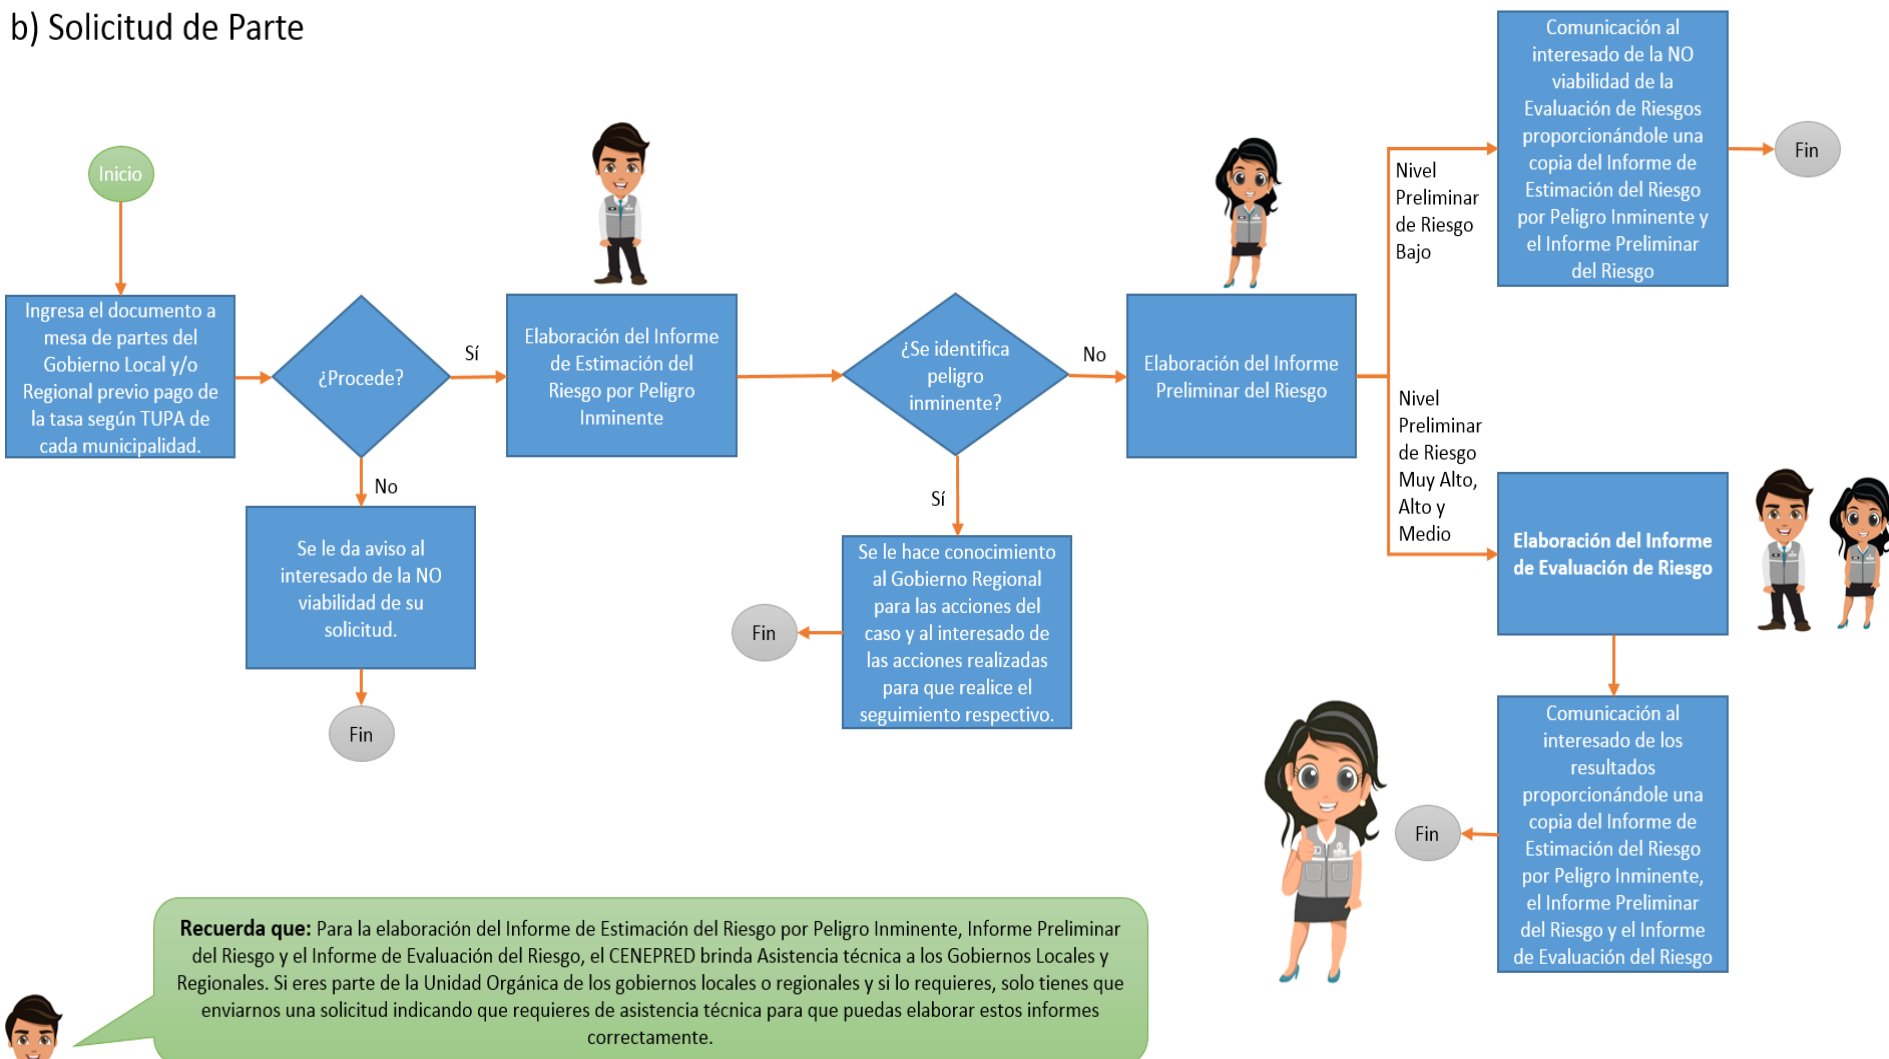 b) Solicitud de Parte
Inicio
Ingresa el documento a
mesa de partes del
Gobierno Local y/o
Regional previo pago de
la tasa según TUPA de
cada municipalidad.
¿Procede?
Sí
No
Se le da aviso al
interesado de la NO
viabilidad de su
solicitud.
Fin
Elaboración del Informe
de Estimación del
Riesgo por Peligro
Inminente
¿Se identifica
peligro
inminente?
No
Sí
Se le hace conocimiento
al Gobierno Regional
para las acciones del
caso y al interesado de
las acciones realizadas
para que realice el
seguimiento respectivo.
Fin
Elaboración del Informe
Preliminar del Riesgo
Nivel
Preliminar
de Riesgo
Bajo
Comunicación al
interesado de la NO
viabilidad de la
Evaluación de Riesgos
proporcionándole una
copia del Informe de
Estimación del Riesgo
por Peligro Inminente y
el Informe Preliminar
del Riesgo
Fin
Nivel
Preliminar
de Riesgo
Muy Alto,
Alto y
Medio
Elaboración del Informe
de Evaluación de Riesgo
Comunicación al
interesado de los
resultados
proporcionándole una
copia del Informe de
Estimación del Riesgo
por Peligro Inminente,
el Informe Preliminar
del Riesgo y el Informe
de Evaluación del Riesgo
Fin
Recuerda que: Para la elaboración del Informe de Estimación del Riesgo por Peligro Inminente, Informe Preliminar
del Riesgo y el Informe de Evaluación del Riesgo, el CENEPRED brinda Asistencia técnica a los Gobiernos Locales y
Regionales. Si eres parte de la Unidad Orgánica de los gobiernos locales o regionales y si lo requieres, solo tienes que
enviarnos una solicitud indicando que requieres de asistencia técnica para que puedas elaborar estos informes
correctamente.